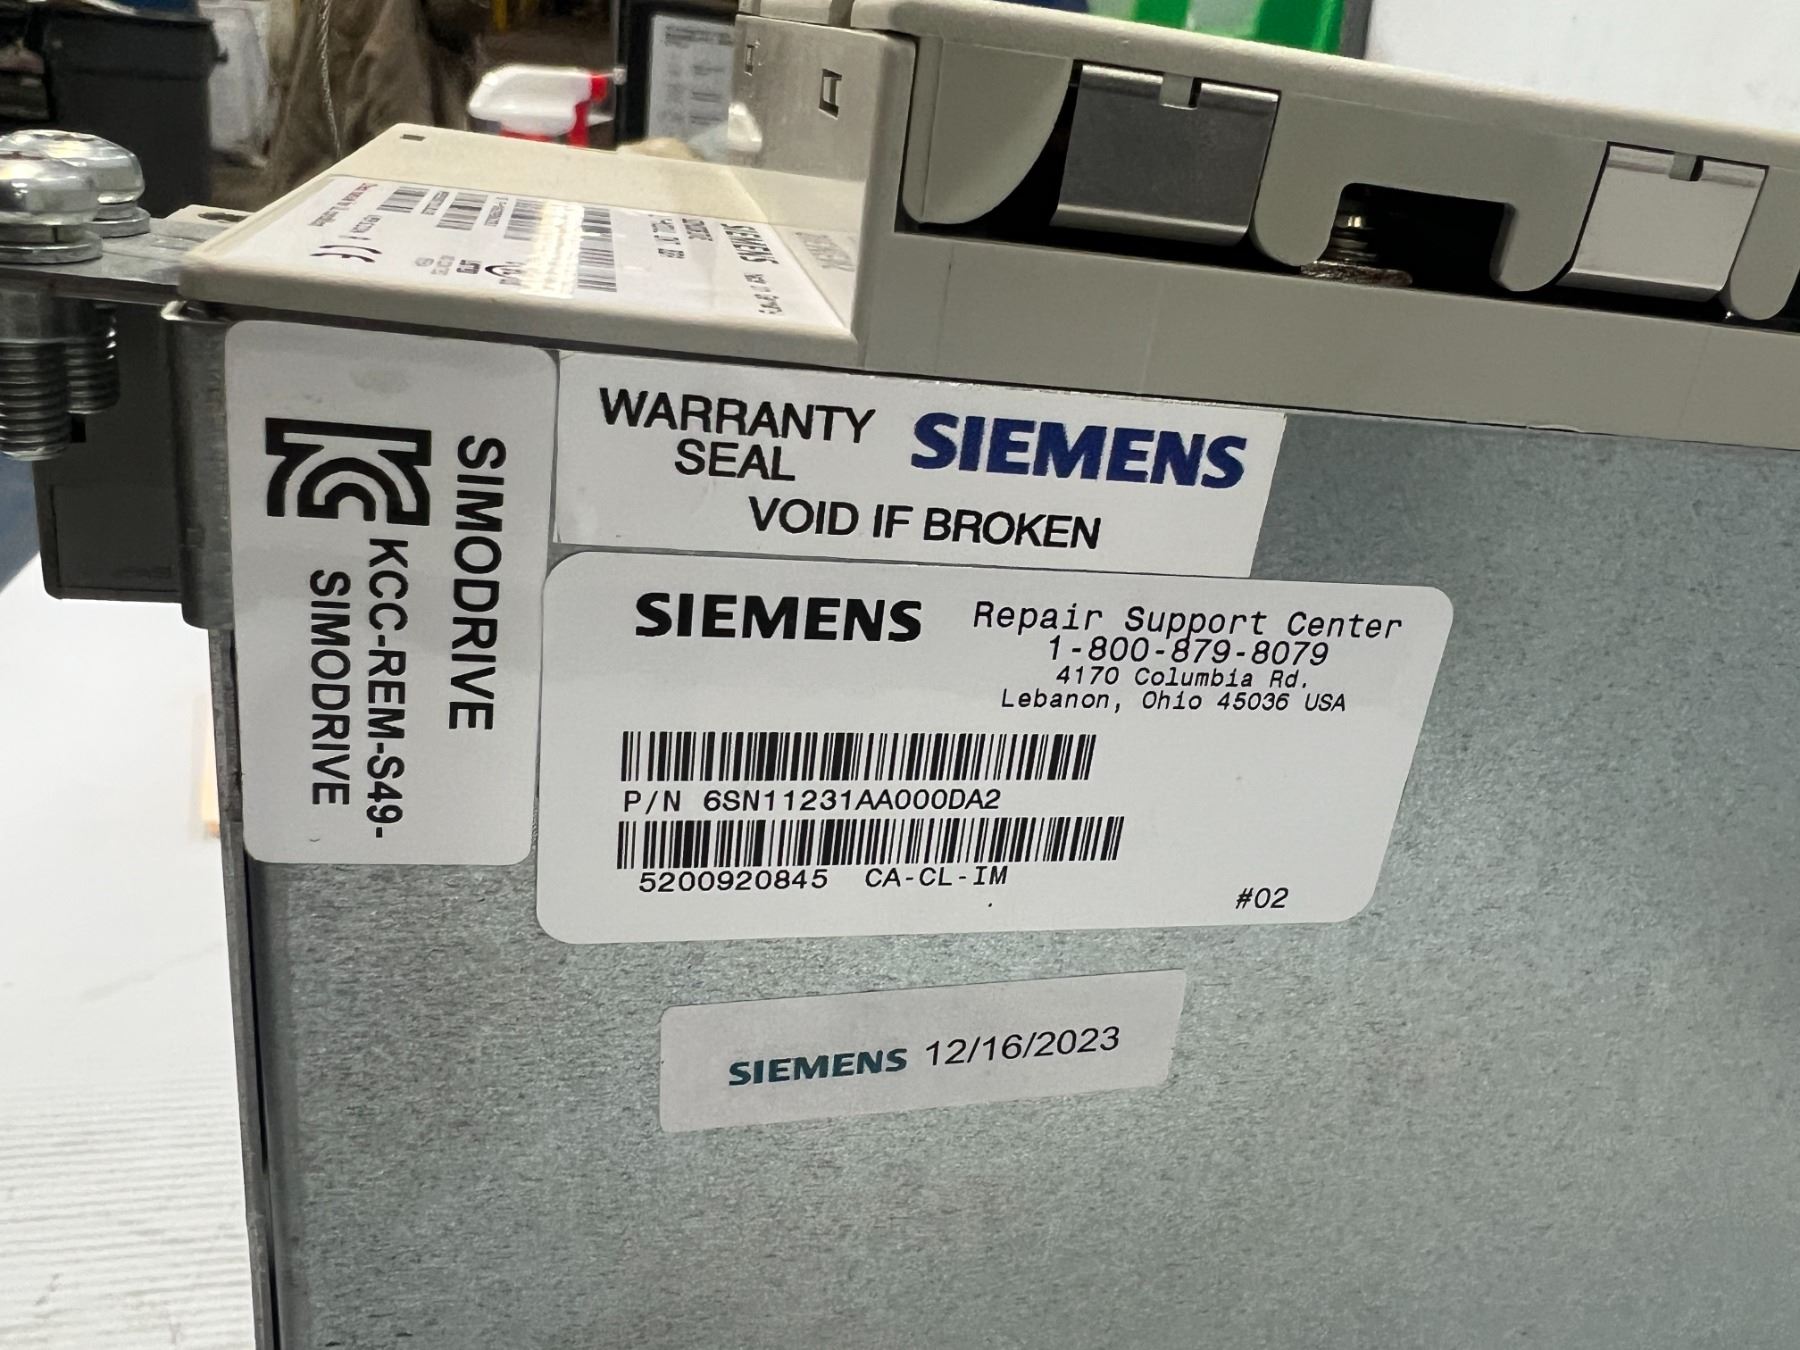 SIMODRIVE
KCC-REM-S49-
SIMODRIVE
WARRANTY
SEAL
SIEMENS
VOID IF BROKEN
SIEMENS
Repair Support Center
1-800-879-8079
4170 Columbia Rd.
Lebanon, Ohio 45036 USA
P/N 6SN11231AA000DA2
5200920845 CA-CL-IM
#02
SIEMENS 12/16/2023
SIEMENS